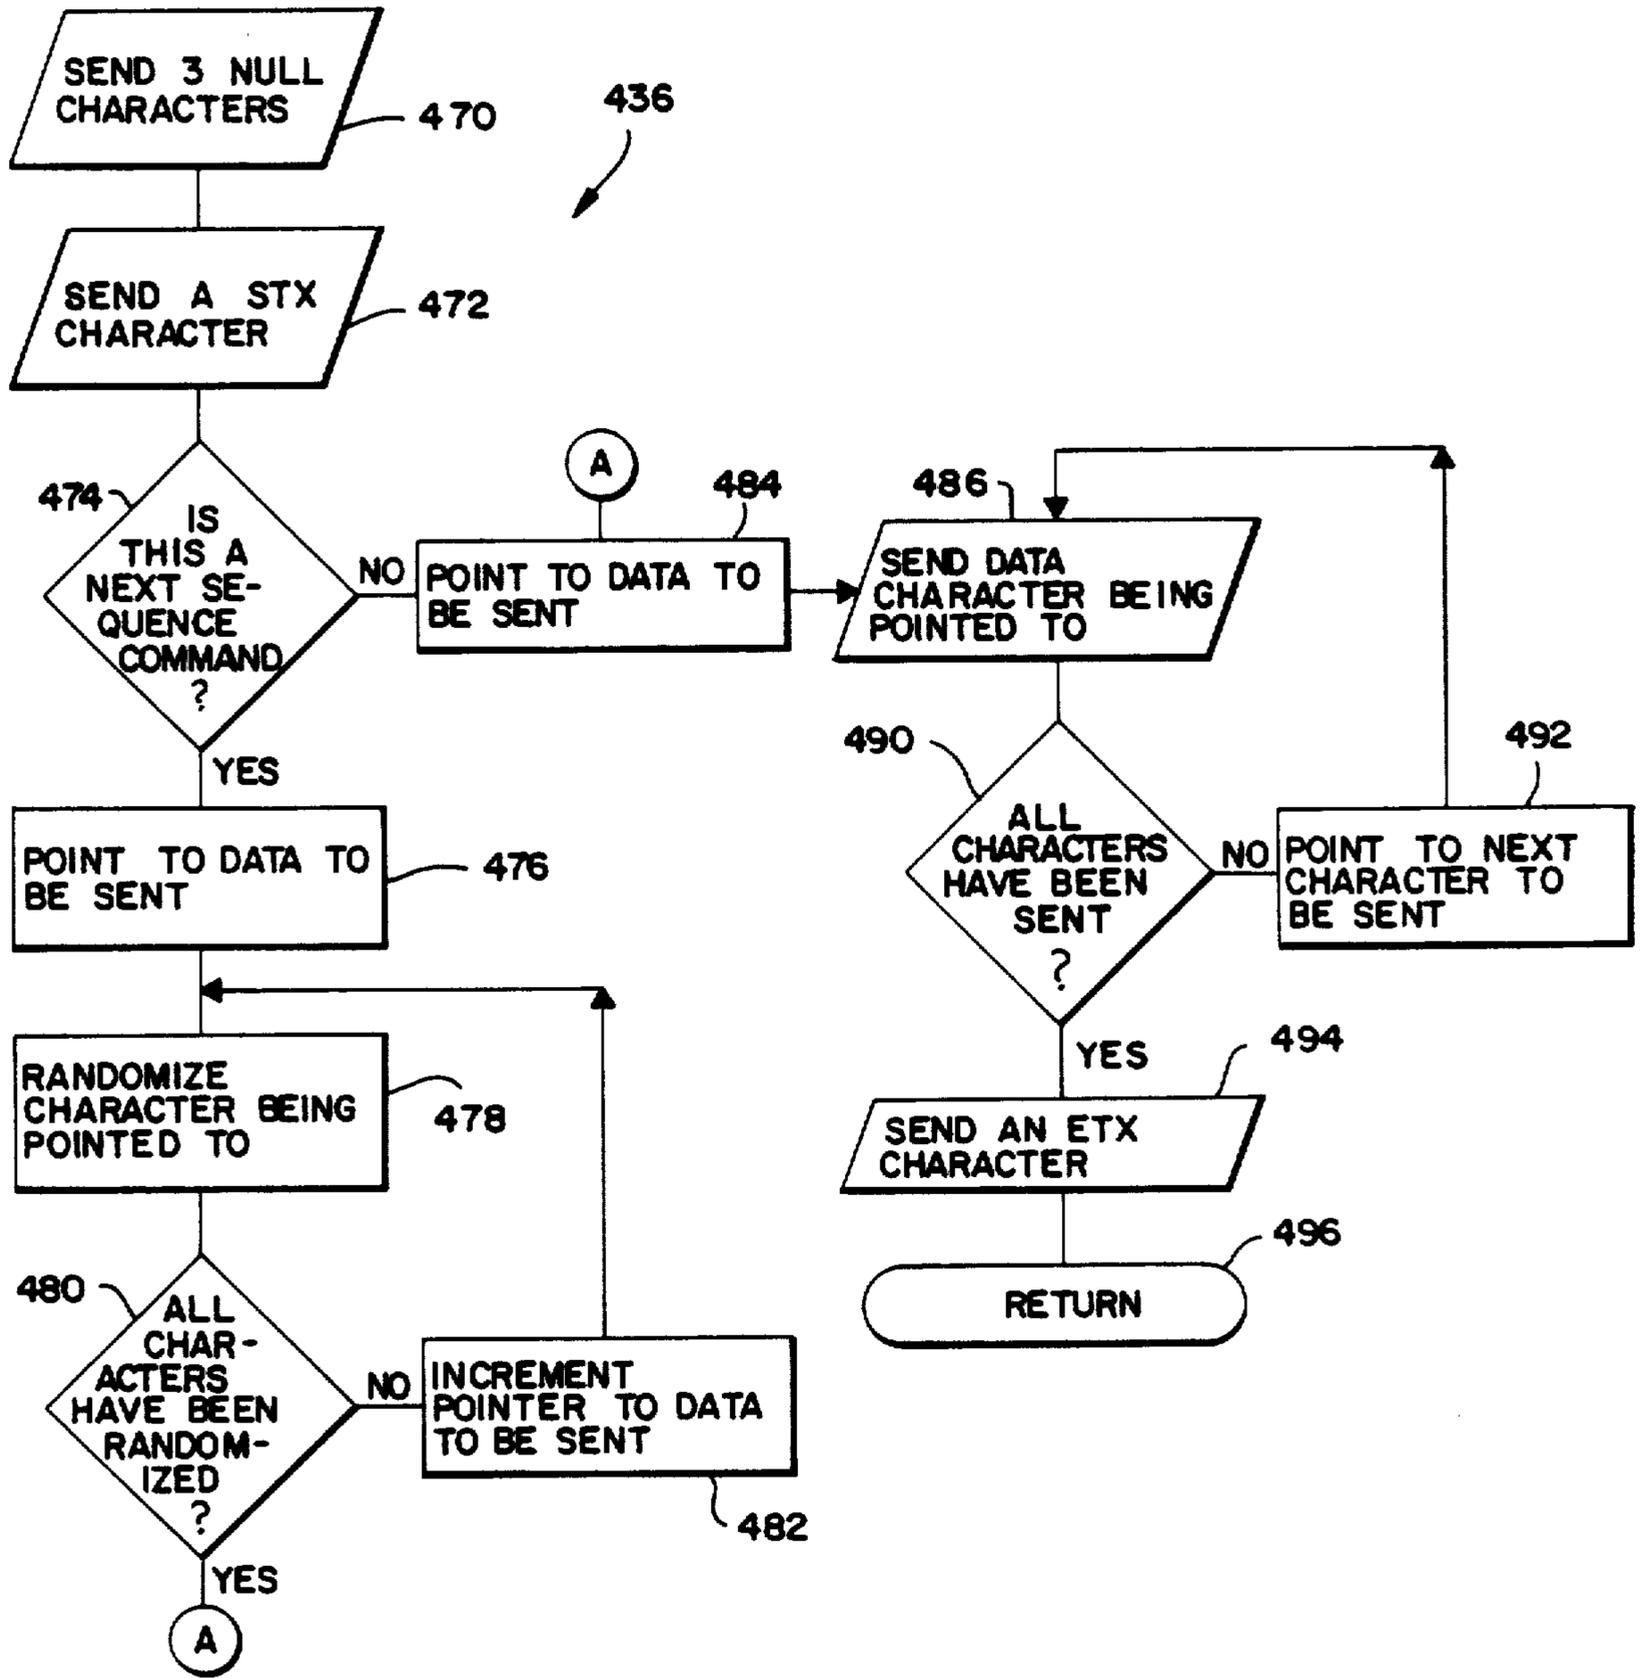 SEND 3 NULL
CHARACTERS
470
436
SEND A STX
CHARACTER
472
474
IS
THIS A
NEXT SE-
QUENCE
COMMAND
?
NO
YES
A
484
POINT TO DATA TO
BE SENT
486
SEND DATA
CHARACTER BEING
POINTED TO
490
ALL
CHARACTERS
HAVE BEEN
SENT
?
NO
YES
492
POINT TO NEXT
CHARACTER TO
BE SENT
POINT TO DATA TO
BE SENT
476
RANDOMIZE
CHARACTER BEING
POINTED TO
478
480
ALL
CHAR-
ACTERS
HAVE BEEN
RANDOM-
IZED
?
NO
YES
INCREMENT
POINTER TO DATA
TO BE SENT
482
A
494
SEND AN ETX
CHARACTER
496
RETURN